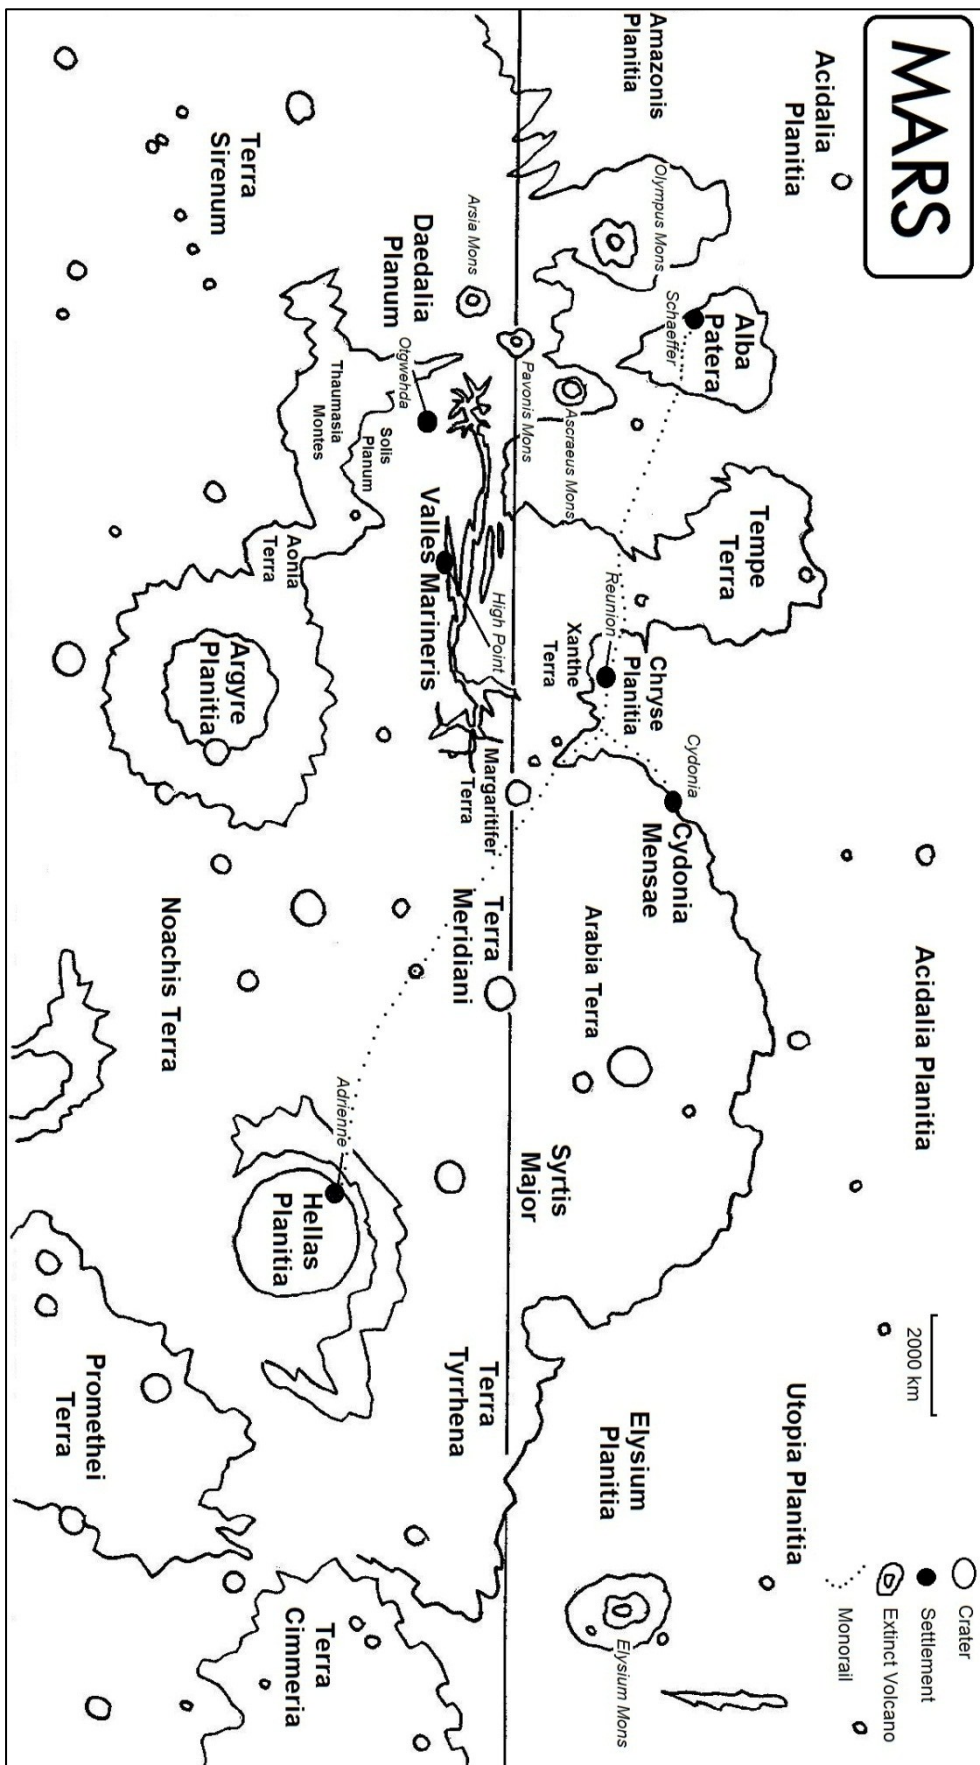 MARS
Acidalia
Planitia
Amazonis
Planitia
Olympus Mons
Alba
Patera
Schaeffer
Arsia Mons
Pavonis Mons
Ascraeus Mons
Daedalia
Planum
Otgwehda
Terra
Sirenum
Thaumasia
Montes
Solis
Planum
Tempe
Terra
Reunion
Xanthe
Terra
Chryse
Planitia
Valles Marineris
High Point
Aonia
Terra
Argyre
Planitia
Margaritifer
Terra
Cydonia
Cydonia
Mensae
Acidalia Planitia
Arabia Terra
Terra
Meridiani
Noachis Terra
Adrienne
Hellas
Planitia
Syrtis
Major
2000 km
Utopia Planitia
Elysium
Planitia
Elysium Mons
Terra
Tyrrhena
Promethei
Terra
Terra
Cimmeria
Crater
Settlement
Extinct Volcano
Monorail